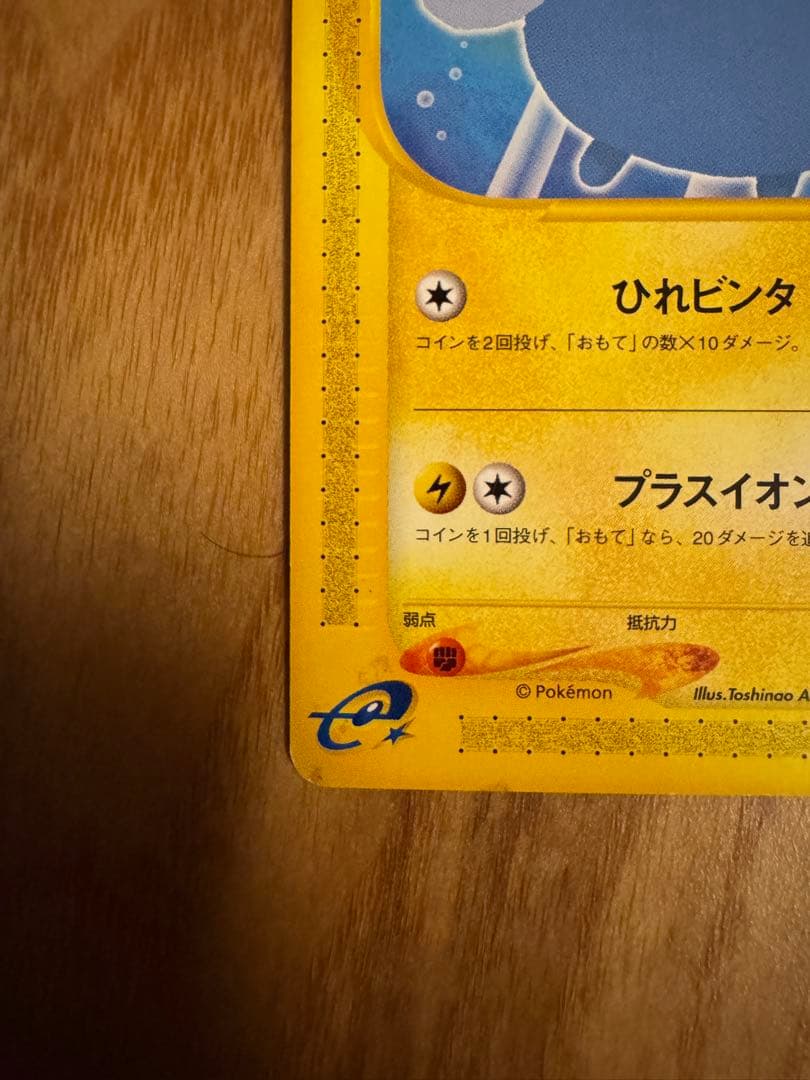 ひれビンタ
コインを2回投げ、「おもて」の数×10ダメージ。
プラスイオン
コインを1回投げ、「おもて」なら、20ダメージを追
弱点 抵抗力
© Pokémon Illus.Toshinao A
e